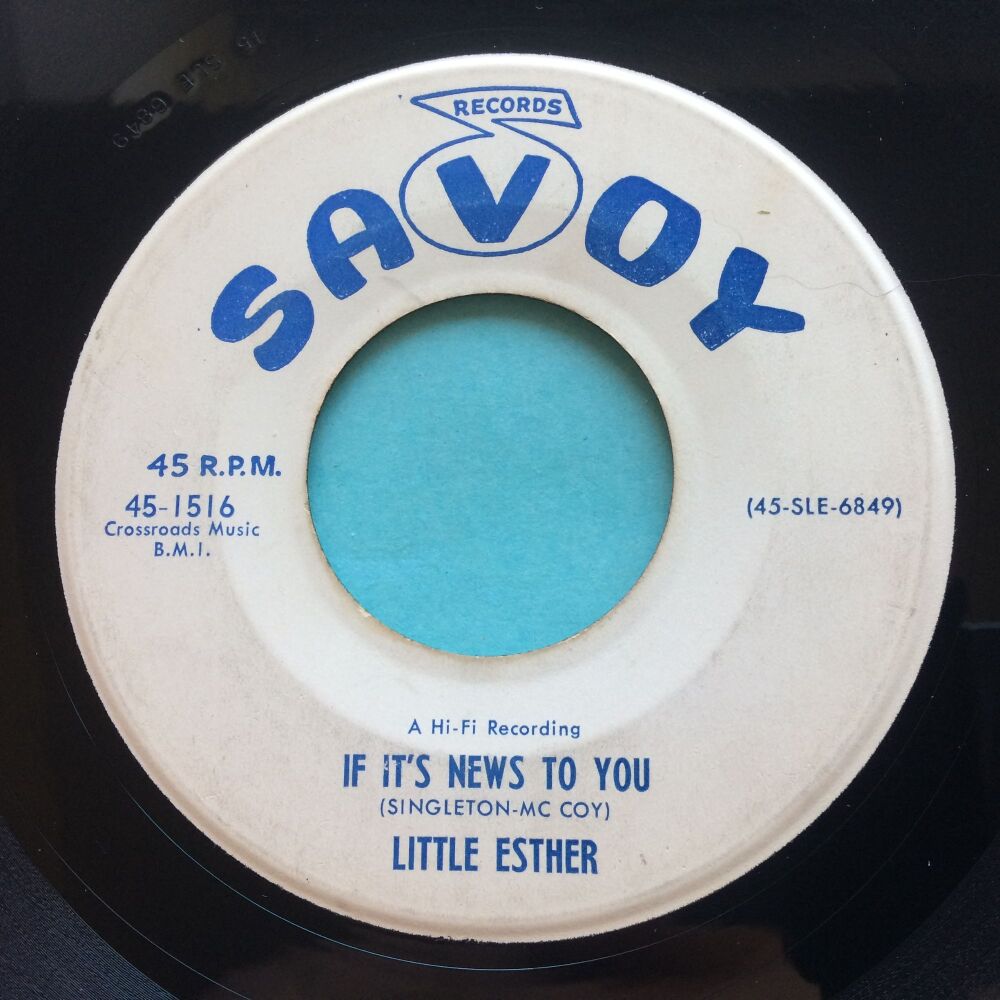 RECORDS
SAVOY
45 R.P.M.
45-1516
Crossroads Music
B.M.I.
(45-SLE-6849)
A Hi-Fi Recording
IF IT'S NEWS TO YOU
(SINGLETON-MC COY)
LITTLE ESTHER